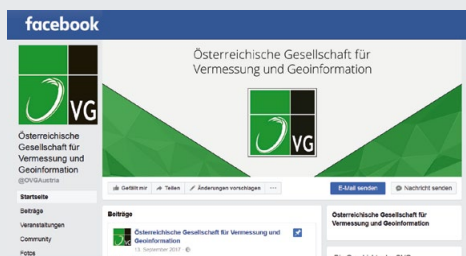 facebook
VG
Österreichische
Gesellschaft für
Vermessung und
Geoinformation
@OVGAustria
Startseite
Beiträge
Veranstaltungen
Community
Fotos
Österreichische Gesellschaft für
Vermessung und Geoinformation
VG
Gefällt mir Teilen Änderungen vorschlagen ...
E-Mail senden Nachricht senden
Beiträge
Österreichische Gesellschaft für Vermessung und
Geoinformation
September 2017
Österreichische Gesellschaft für
Vermessung und Geoinformation